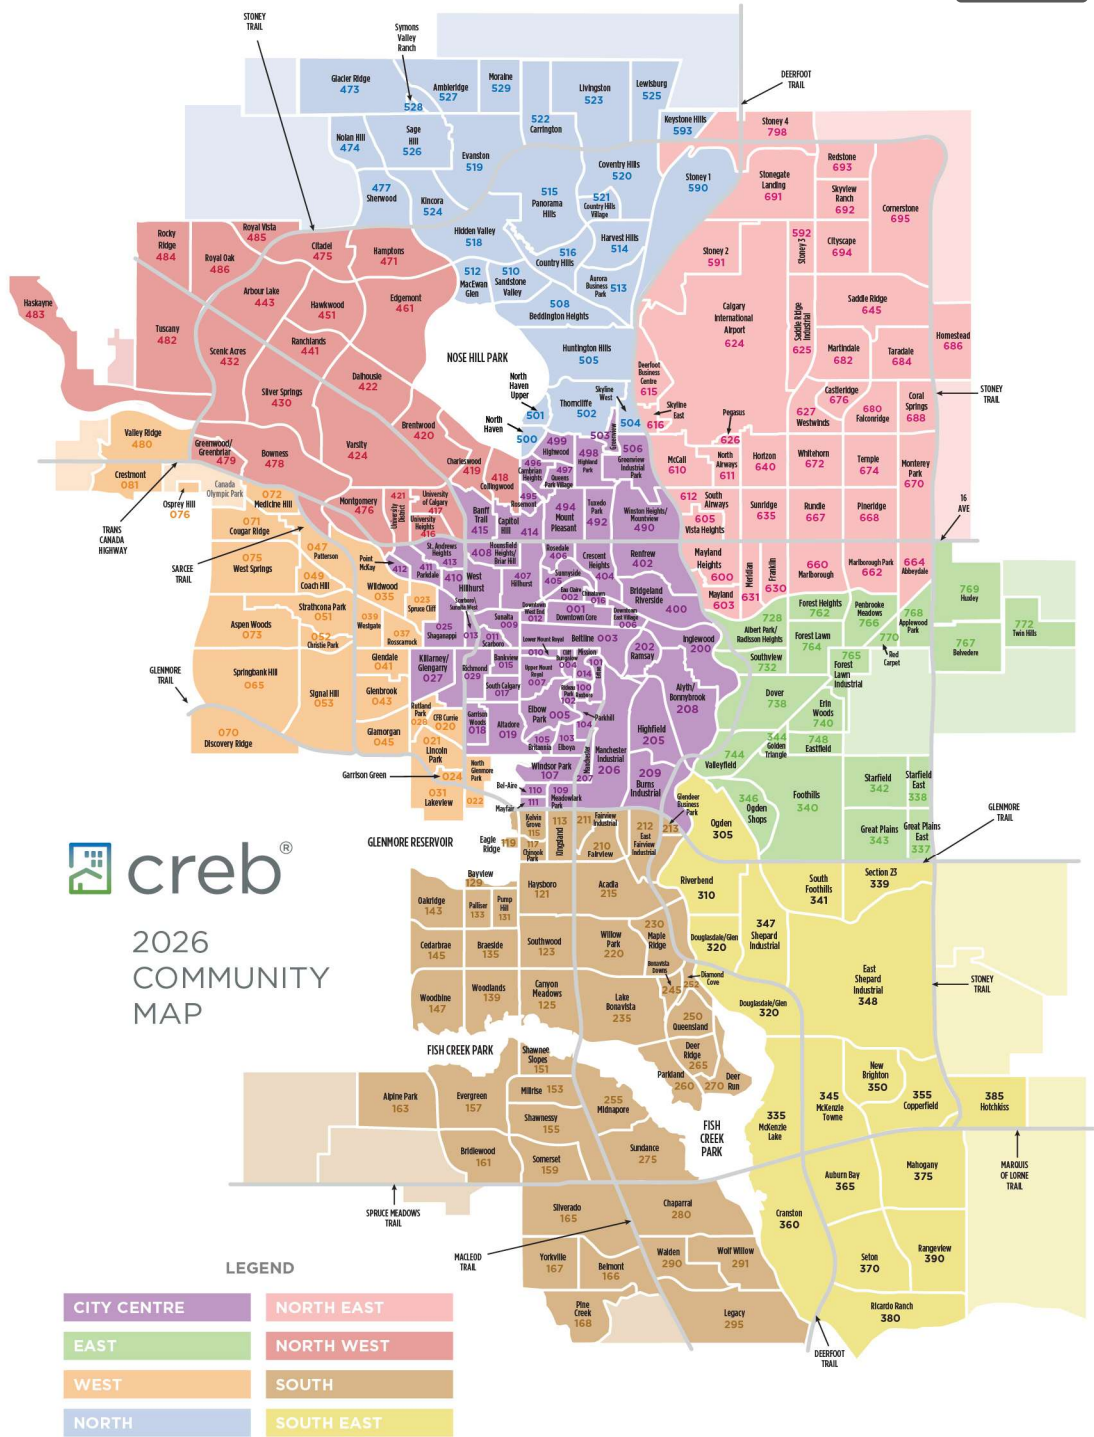 STONEY
TRAIL
Symons
Valley
Ranch
528
DEERFOOT
TRAIL
Glacier Ridge
473
Ambleridge
527
Moraine
529
Livingston
523
Lewisburg
525
522
Carrington
Keystone Hills
593
Nolan Hill
474
Sage
Hill
526
Evanston
519
477
Sherwood
Kincora
524
515
Panorama
Hills
Coventry Hills
520
521
Country Hills
Village
Stoney 1
590
Hidden Valley
518
Harvest Hills
514
516
Country Hills
512
MacEwan
Glen
510
Sandstone
Valley
Aurora
Business
Park 513
508
Beddington Heights
Huntington Hills
505
NOSE HILL PARK
North
Haven
Upper
501
North
Haven
500
Thorncliffe
502
Skyline
West
504
Stoney 4
798
Redstone
693
Stonegate
Landing
691
Skyview
Ranch
692
Cornerstone
695
Stoney 2
591
592
Stoney 3
Cityscape
694
Calgary
International
Airport
624
Saddle Ridge
645
Saddle Ridge
Industrial
625
Martindale
682
Taradale
684
Homestead
686
Deerfoot
Business
Centre
615
Skyline
East
616
Pegasus
626
Castleridge
676
627
Westwinds
680
Falconridge
Coral
Springs
688
STONEY
TRAIL
McCall
610
North
Airways
611
Horizon
640
Whitehorn
672
Temple
674
Monterey
Park
670
612
South
Airways
605
Vista Heights
Sunridge
635
Rundle
667
Pineridge
668
16
AVE
Mayland
Heights
600
Mayland
603
Meridian
631
Franklin
630
660
Marlborough
Marlborough Park
662
664
Abbeydale
Rocky
Ridge
484
Royal Vista
485
Royal Oak
486
Citadel
475
Hamptons
471
Haskayne
483
Tuscany
482
Arbour Lake
443
Hawkwood
451
Edgemont
461
Scenic Acres
432
Ranchlands
441
Silver Springs
430
Dalhousie
422
Brentwood
420
Varsity
424
Charleswood
419
418
Collingwood
Greenwood/
Greenbriar
479
Bowness
478
Montgomery
476
421
University
District
University
of Calgary
417
University
Heights
416
Valley Ridge
480
Crestmont
081
Osprey Hill
076
Canada
Olympic Park
TRANS
CANADA
HIGHWAY
SARCEE
TRAIL
072
Medicine Hill
071
Cougar Ridge
075
West Springs
047
Patterson
049
Coach Hill
Point
McKay
Wildwood
035
023
Spruce Cliff
Strathcona Park
051
Aspen Woods
073
052
Christie Park
039
Westgate
037
Rosscarrock
025
Shaganappi
GLENMORE
TRAIL
Springbank Hill
065
Signal Hill
053
Glendale
041
Glenbrook
043
Glamorgan
045
070
Discovery Ridge
Rutland
Park
028
CFB Currie
020
021
Lincoln
Park
Garrison Green
024
North
Glenmore
Park
022
031
Lakeview
503
Greenview
499
Highwood
498
Highland
Park
506
Greenview
Industrial
Park
496
Cambrian
Heights
497
Queens
Park Village
495
Rosemont
494
Mount
Pleasant
Tuxedo
Park
492
Winston Heights/
Mountview
490
Banff
Trail
415
Capitol
Hill
414
St. Andrews
Heights
413
408
Hounsfield
Heights/
Briar Hill
Rosedale
406
Crescent
Heights
404
Renfrew
402
412
411
Parkdale
410
West
Hillhurst
407
Hillhurst
Sunnyside
405
Eau Claire
002
Chinatown
016
Bridgeland
Riverside
400
Scarboro/
Sunalta West
013
Sunalta
009
Downtown
West End
012
001
Downtown Core
Downtown
East Village
006
011
Scarboro
Lower Mount Royal
010
Beltline 003
Inglewood
200
202
Ramsay
Killarney/
Glengarry
027
Richmond
029
Bankview
015
South Calgary
017
Upper Mount
Royal
007
Cliff
Bungalow
004
Mission
014
101
Erlton
100
Roxboro
Rideau
Park
102
Alyth/
Bonnybrook
208
Garrison
Woods
018
Altadore
019
Elbow
Park 005
Parkhill
104
105
Britannia
103
Elboya
Highfield
205
Manchester
207
Manchester
Industrial
206
Windsor Park
107
209
Burns
Industrial
Bel-Aire
110
109
Meadowlark
Park
Mayfair
111
728
Albert Park/
Radisson Heights
Forest Heights
762
Penbrooke
Meadows
766
768
Applewood
Park
769
Huxley
772
Twin Hills
767
Belvedere
Forest Lawn
764
770
Red
Carpet
765
Forest
Lawn
Industrial
Southview
732
Dover
738
Erin
Woods
740
744
Valleyfield
344
Golden
Triangle
748
Eastfield
346
Ogden
Shops
Foothills
340
Starfield
342
Starfield
East
338
Great Plains
343
Great Plains
East
337
GLENMORE
TRAIL
Glendeer
Business
Park
213
GLENMORE RESERVOIR
Kelvin
Grove
115
113
Kingsland
211
Fairview
Industrial
210
Fairview
212
East
Fairview
Industrial
Eagle
Ridge
119
117
Chinook
Park
Bayview
129
Oakridge
143
Palliser
133
Pump
Hill
131
Haysboro
121
Acadia
215
230
Maple
Ridge
Cedarbrae
145
Braeside
135
Southwood
123
Willow
Park
220
Woodbine
147
Woodlands
139
Canyon
Meadows
125
Lake
Bonavista
235
Bonavista
Downs
245
Diamond
Cove
252
250
Queensland
Deer
Ridge
265
Parkland
260
Deer
Run
270
FISH CREEK PARK
Shawnee
Slopes
151
Millrise 153
Alpine Park
163
Evergreen
157
Shawnessy
155
255
Midnapore
Bridlewood
161
Somerset
159
Sundance
275
FISH
CREEK
PARK
SPRUCE MEADOWS
TRAIL
Silverado
165
Chaparral
280
MACLEOD
TRAIL
Yorkville
167
Belmont
166
Walden
290
Wolf Willow
291
Pine
Creek
168
Legacy
295
Ogden
305
Riverbend
310
South
Foothills
341
Section 23
339
347
Shepard
Industrial
Douglasdale/Glen
320
Douglasdale/Glen
320
East
Shepard
Industrial
348
STONEY
TRAIL
New
Brighton
350
335
McKenzie
Lake
345
McKenzie
Towne
355
Copperfield
385
Hotchkiss
MARQUIS
OF LORNE
TRAIL
Auburn Bay
365
Mahogany
375
Cranston
360
Seton
370
Rangeview
390
Ricardo Ranch
380
DEERFOOT
TRAIL
creb®
2026
COMMUNITY
MAP
LEGEND
CITY CENTRE
NORTH EAST
EAST
NORTH WEST
WEST
SOUTH
NORTH
SOUTH EAST